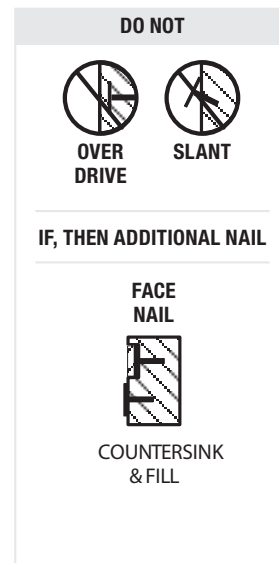 DO NOT
OVER
DRIVE
SLANT
IF, THEN ADDITIONAL NAIL
FACE
NAIL
COUNTERSINK
& FILL